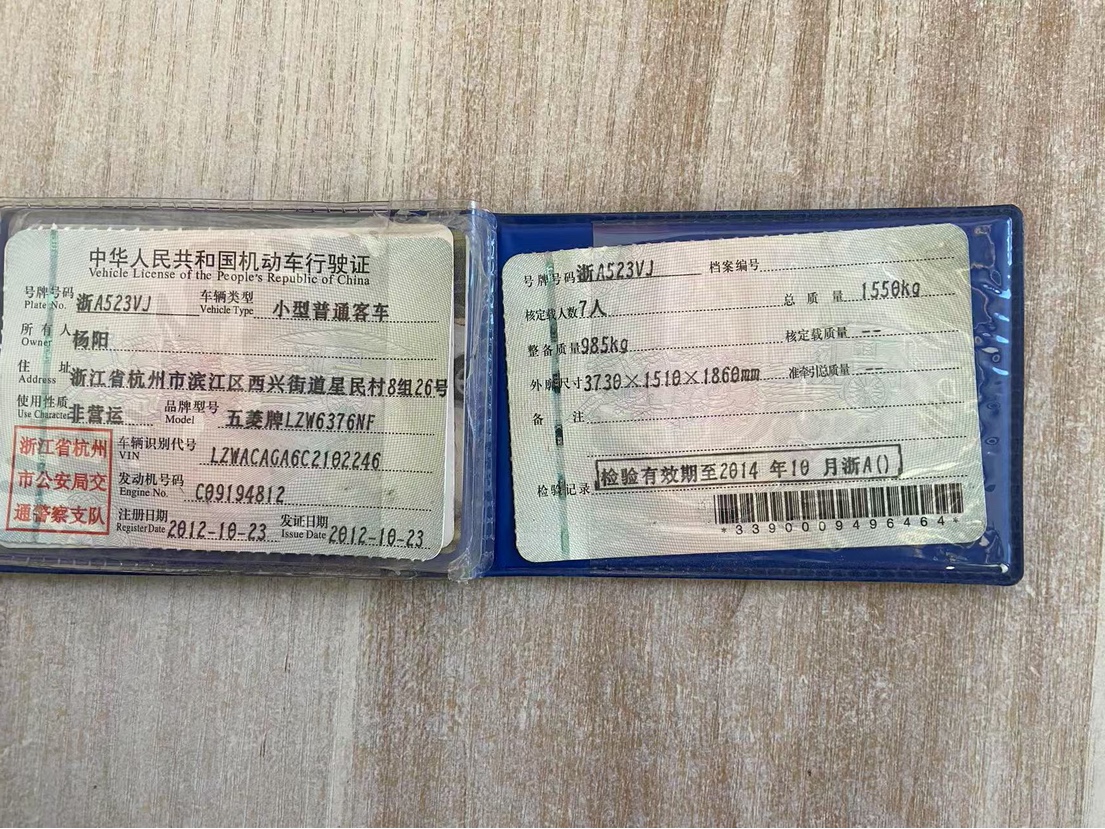 中华人民共和国机动车行驶证
Vehicle License of the People's Republic of China
号牌号码 浙A523VJ 车辆类型 小型普通客车
Plate No. Vehicle Type
所有人 杨阳
Owner
住址 浙江省杭州市滨江区西兴街道星民村8组26号
Address
使用性质 非营运 品牌型号 五菱牌LZW6376NF
Use Character Model
浙江省杭州
市公安局交
通警察支队
车辆识别代号 LZWACAGA6C2102246
VIN
发动机号码 C09194812
Engine No.
注册日期 2012-10-23 发证日期 2012-10-23
Register Date Issue Date
号牌号码 浙A523VJ 档案编号
核定载人数 7人 总质量 1550kg
整备质量 985kg 核定载质量 --
外廓尺寸 3730×1510×1860mm 准牵引总质量 --
备注
检验记录 检验有效期至2014 年10 月浙A()
*3390009496464*